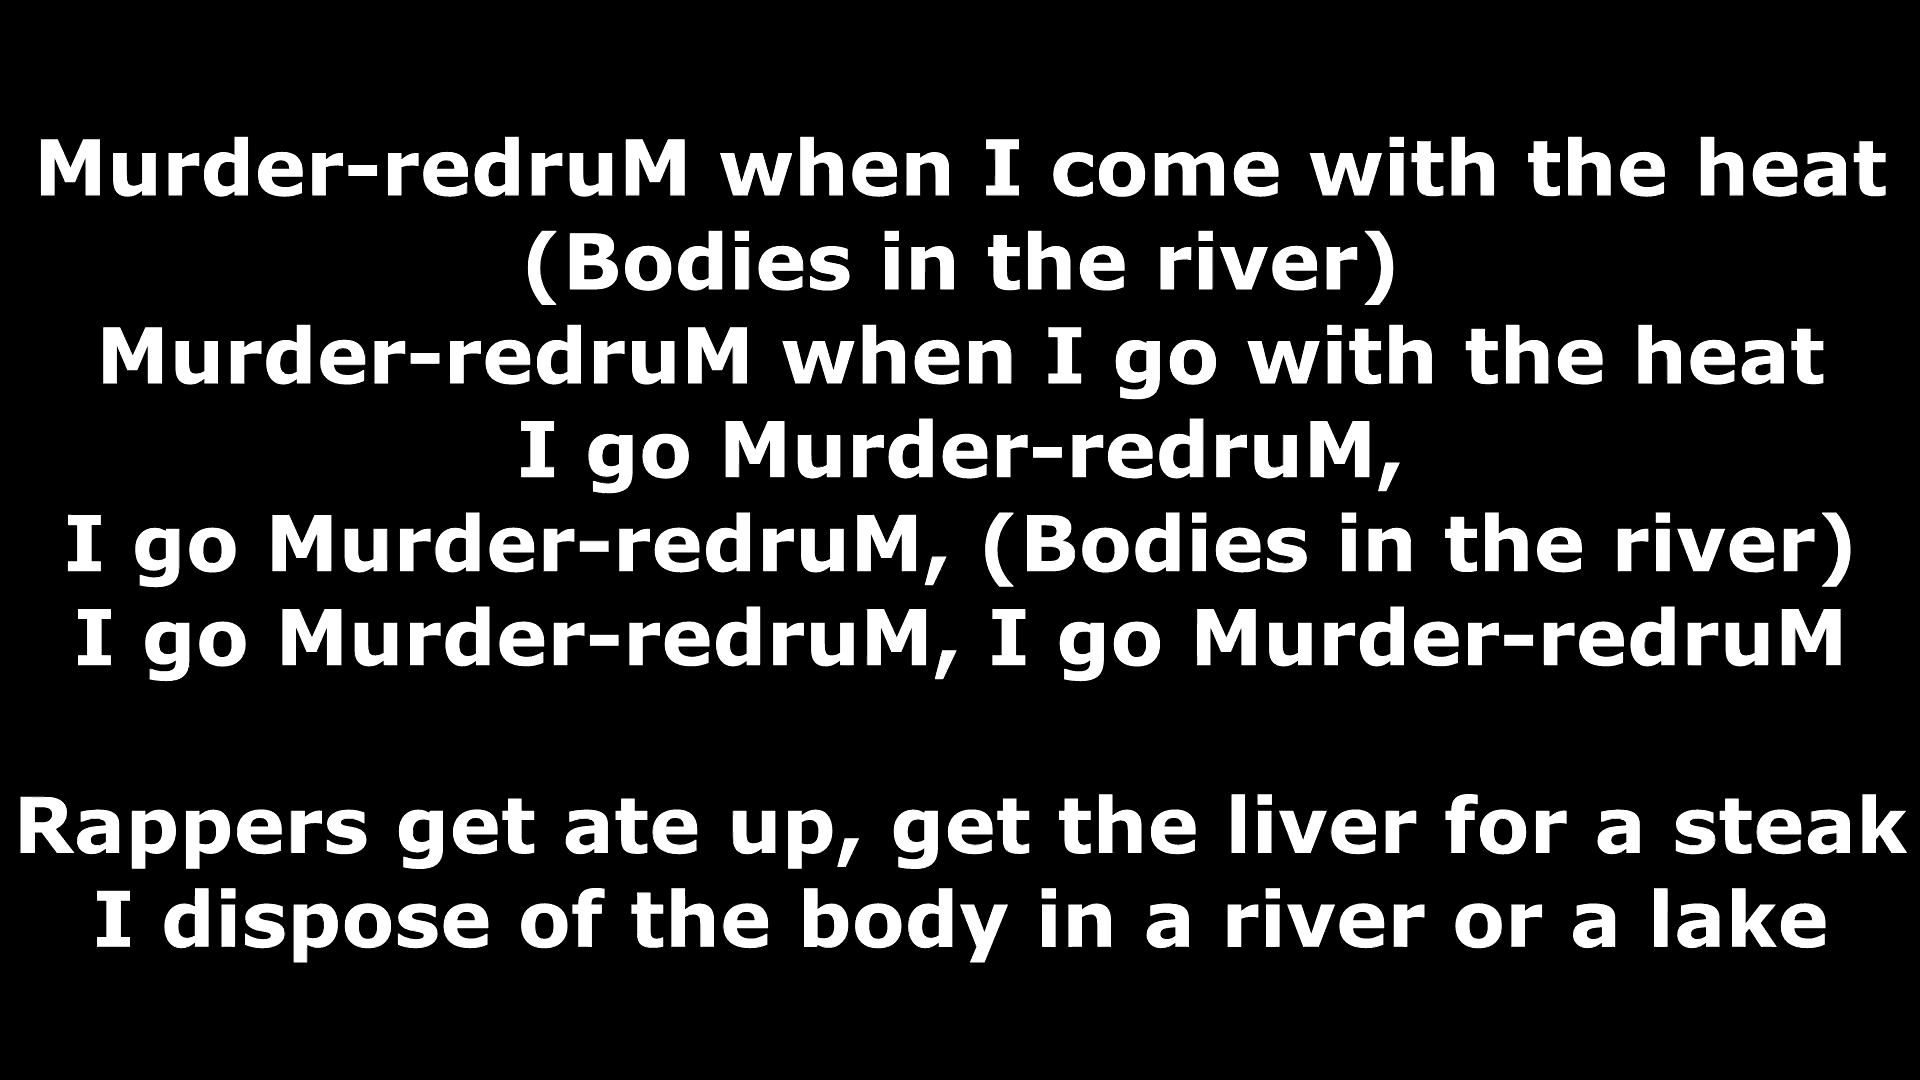 Murder-redruM when I come with the heat
(Bodies in the river)
Murder-redruM when I go with the heat
I go Murder-redruM,
I go Murder-redruM, (Bodies in the river)
I go Murder-redruM, I go Murder-redruM
Rappers get ate up, get the liver for a steak
I dispose of the body in a river or a lake